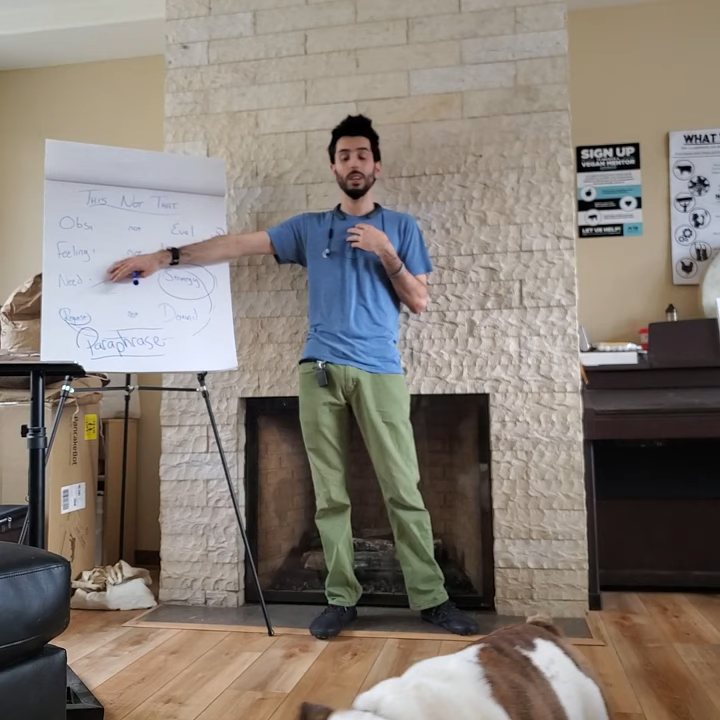 This Not That
Obs. not Eval
Feeling.
Need. Strategy
Request not Demand
Paraphrase
SIGN UP
VEGAN MENTOR
LET US HELP!
WHAT